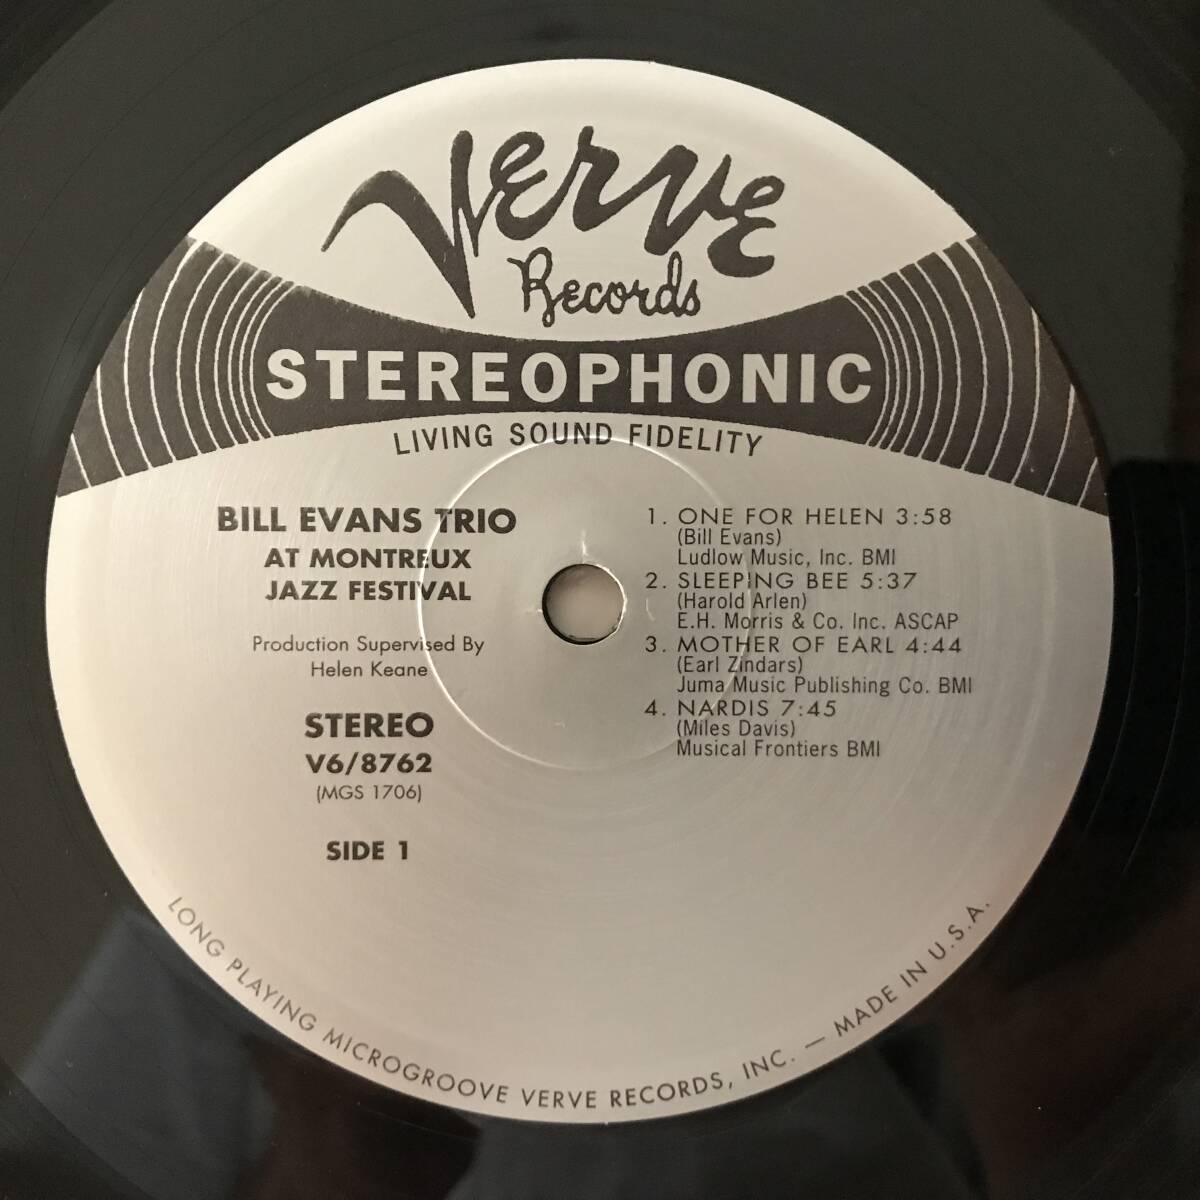 Verve
Records
STEREOPHONIC
LIVING SOUND FIDELITY
BILL EVANS TRIO
AT MONTREUX
JAZZ FESTIVAL
Production Supervised By
Helen Keane
STEREO
V6/8762
(MGS 1706)
SIDE 1
1. ONE FOR HELEN 3:58
(Bill Evans)
Ludlow Music, Inc. BMI
2. SLEEPING BEE 5:37
(Harold Arlen)
E.H. Morris & Co. Inc. ASCAP
3. MOTHER OF EARL 4:44
(Earl Zindars)
Juma Music Publishing Co. BMI
4. NARDIS 7:45
(Miles Davis)
Musical Frontiers BMI
LONG PLAYING MICROGROOVE VERVE RECORDS, INC. — MADE IN U.S.A.